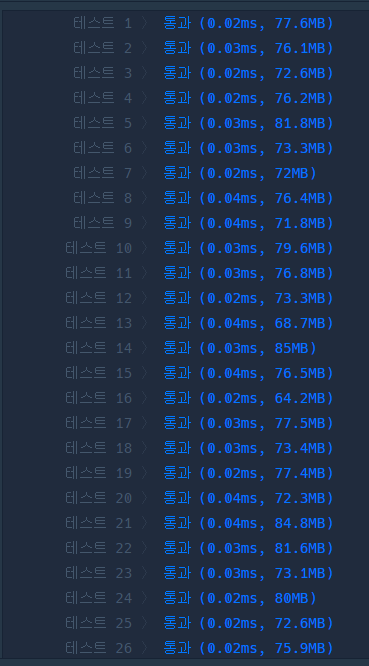 테스트 1 〉 통과 (0.02ms, 77.6MB)
테스트 2 〉 통과 (0.03ms, 76.1MB)
테스트 3 〉 통과 (0.02ms, 72.6MB)
테스트 4 〉 통과 (0.02ms, 76.2MB)
테스트 5 〉 통과 (0.03ms, 81.8MB)
테스트 6 〉 통과 (0.03ms, 73.3MB)
테스트 7 〉 통과 (0.02ms, 72MB)
테스트 8 〉 통과 (0.04ms, 76.4MB)
테스트 9 〉 통과 (0.04ms, 71.8MB)
테스트 10 〉 통과 (0.03ms, 79.6MB)
테스트 11 〉 통과 (0.03ms, 76.8MB)
테스트 12 〉 통과 (0.02ms, 73.3MB)
테스트 13 〉 통과 (0.04ms, 68.7MB)
테스트 14 〉 통과 (0.03ms, 85MB)
테스트 15 〉 통과 (0.04ms, 76.5MB)
테스트 16 〉 통과 (0.02ms, 64.2MB)
테스트 17 〉 통과 (0.03ms, 77.5MB)
테스트 18 〉 통과 (0.03ms, 73.4MB)
테스트 19 〉 통과 (0.02ms, 77.4MB)
테스트 20 〉 통과 (0.04ms, 72.3MB)
테스트 21 〉 통과 (0.04ms, 84.8MB)
테스트 22 〉 통과 (0.03ms, 81.6MB)
테스트 23 〉 통과 (0.03ms, 73.1MB)
테스트 24 〉 통과 (0.02ms, 80MB)
테스트 25 〉 통과 (0.02ms, 72.6MB)
테스트 26 〉 통과 (0.02ms, 75.9MB)